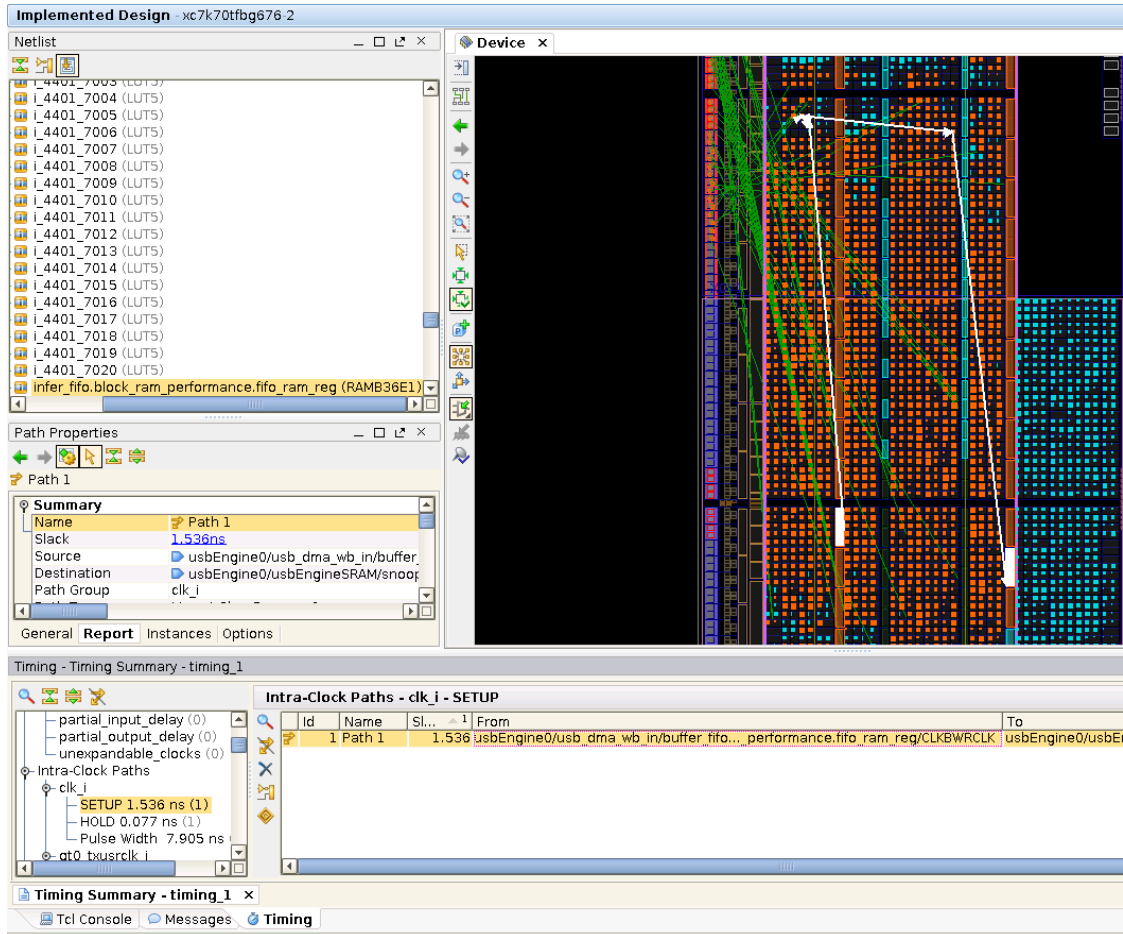 Implemented Design - xc7k70tfbg676-2
Netlist
i_4401_7003 (LUT5)
i_4401_7004 (LUT5)
i_4401_7005 (LUT5)
i_4401_7006 (LUT5)
i_4401_7007 (LUT5)
i_4401_7008 (LUT5)
i_4401_7009 (LUT5)
i_4401_7010 (LUT5)
i_4401_7011 (LUT5)
i_4401_7012 (LUT5)
i_4401_7013 (LUT5)
i_4401_7014 (LUT5)
i_4401_7015 (LUT5)
i_4401_7016 (LUT5)
i_4401_7017 (LUT5)
i_4401_7018 (LUT5)
i_4401_7019 (LUT5)
i_4401_7020 (LUT5)
infer_fifo.block_ram_performance.fifo_ram_reg (RAMB36E1)
Device
Path Properties
Path 1
Summary
Name Path 1
Slack 1.536ns
Source usbEngine0/usb_dma_wb_in/buffer_
Destination usbEngine0/usbEngineSRAM/snoop
Path Group clk_i
General Report Instances Options
Timing - Timing Summary - timing_1
partial_input_delay (0)
partial_output_delay (0)
unexpandable_clocks (0)
Intra-Clock Paths
clk_i
SETUP 1.536 ns (1)
HOLD 0.077 ns (1)
Pulse Width 7.905 ns
gt0_txusrclk_i
Intra-Clock Paths - clk_i - SETUP
Id Name Sl... 1 From To
1 Path 1 1.536 usbEngine0/usb_dma_wb_in/buffer_fifo..._performance.fifo_ram_reg/CLKBWRCLK usbEngine0/usbE
Timing Summary - timing_1
Tcl Console Messages Timing